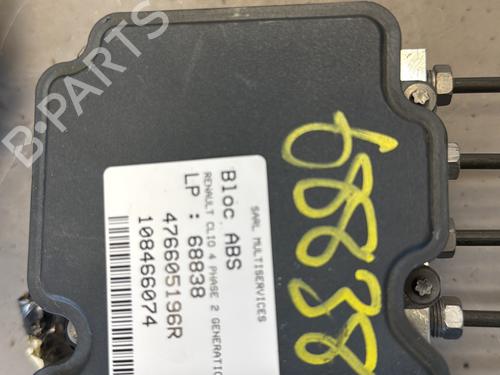 B-PARTS
SARL MULTISERVICES
RENAULT CLIO 4 PHASE 2 GENERATIO
Bloc ABS
LP : 68838
476605196R
108466074
68838